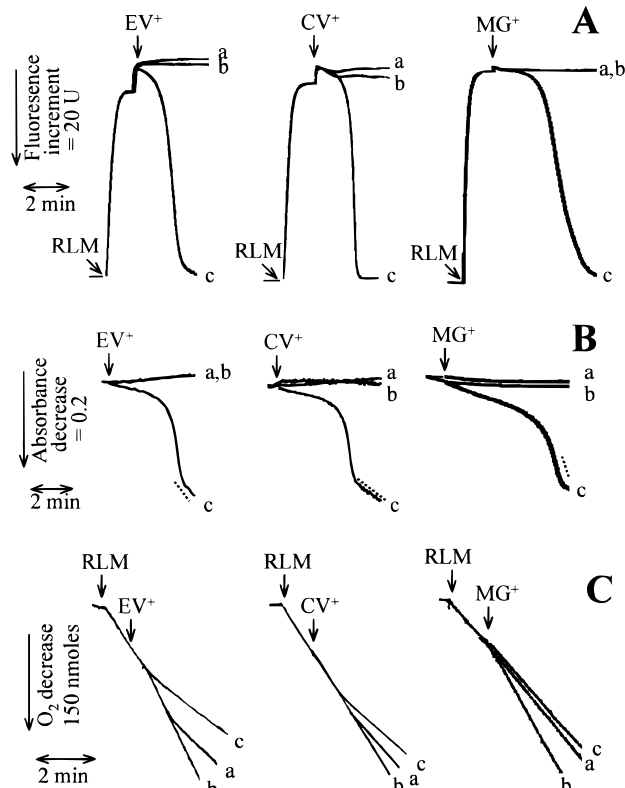 EV⁺
CV⁺
MG⁺
A
a
b
a
b
a,b
Fluoresence
increment
= 20 U
2 min
RLM
RLM
RLM
c
c
c
EV⁺
CV⁺
MG⁺
B
a,b
a
b
a
b
Absorbance
decrease
= 0.2
2 min
c
c
c
RLM
RLM
RLM
EV⁺
CV⁺
MG⁺
C
O₂ decrease
150 nmoles
2 min
c
a
b
c
a
b
c
a
b